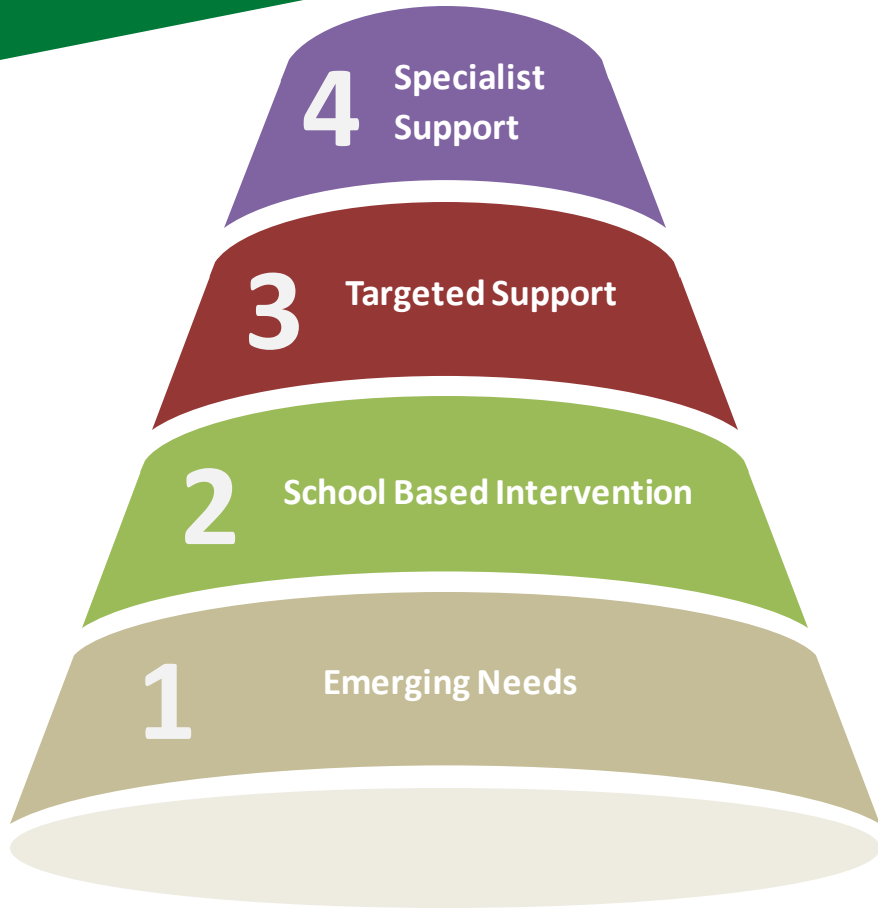 4 Specialist
Support
3 Targeted Support
2 School Based Intervention
1 Emerging Needs